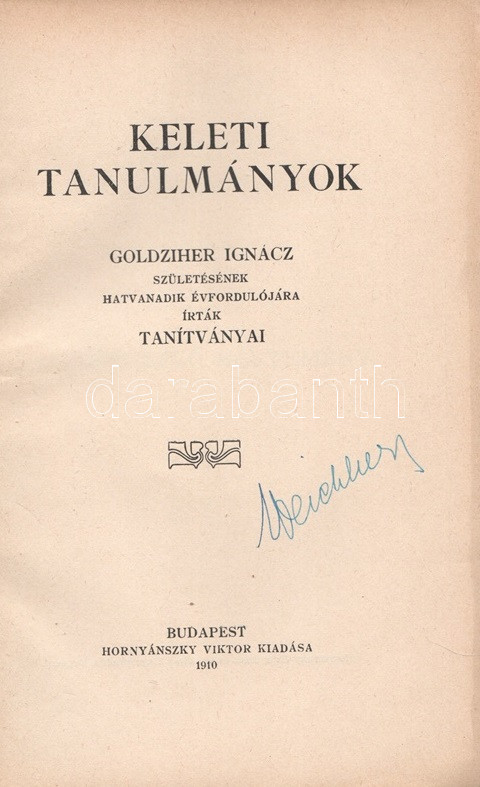 KELETI
TANULMÁNYOK
GOLDZIHER IGNÁCZ
SZÜLETÉSÉNEK
HATVANADIK ÉVFORDULÓJÁRA
ÍRTÁK
TANÍTVÁNYAI
darabanth
BUDAPEST
HORNYÁNSZKY VIKTOR KIADÁSA
1910